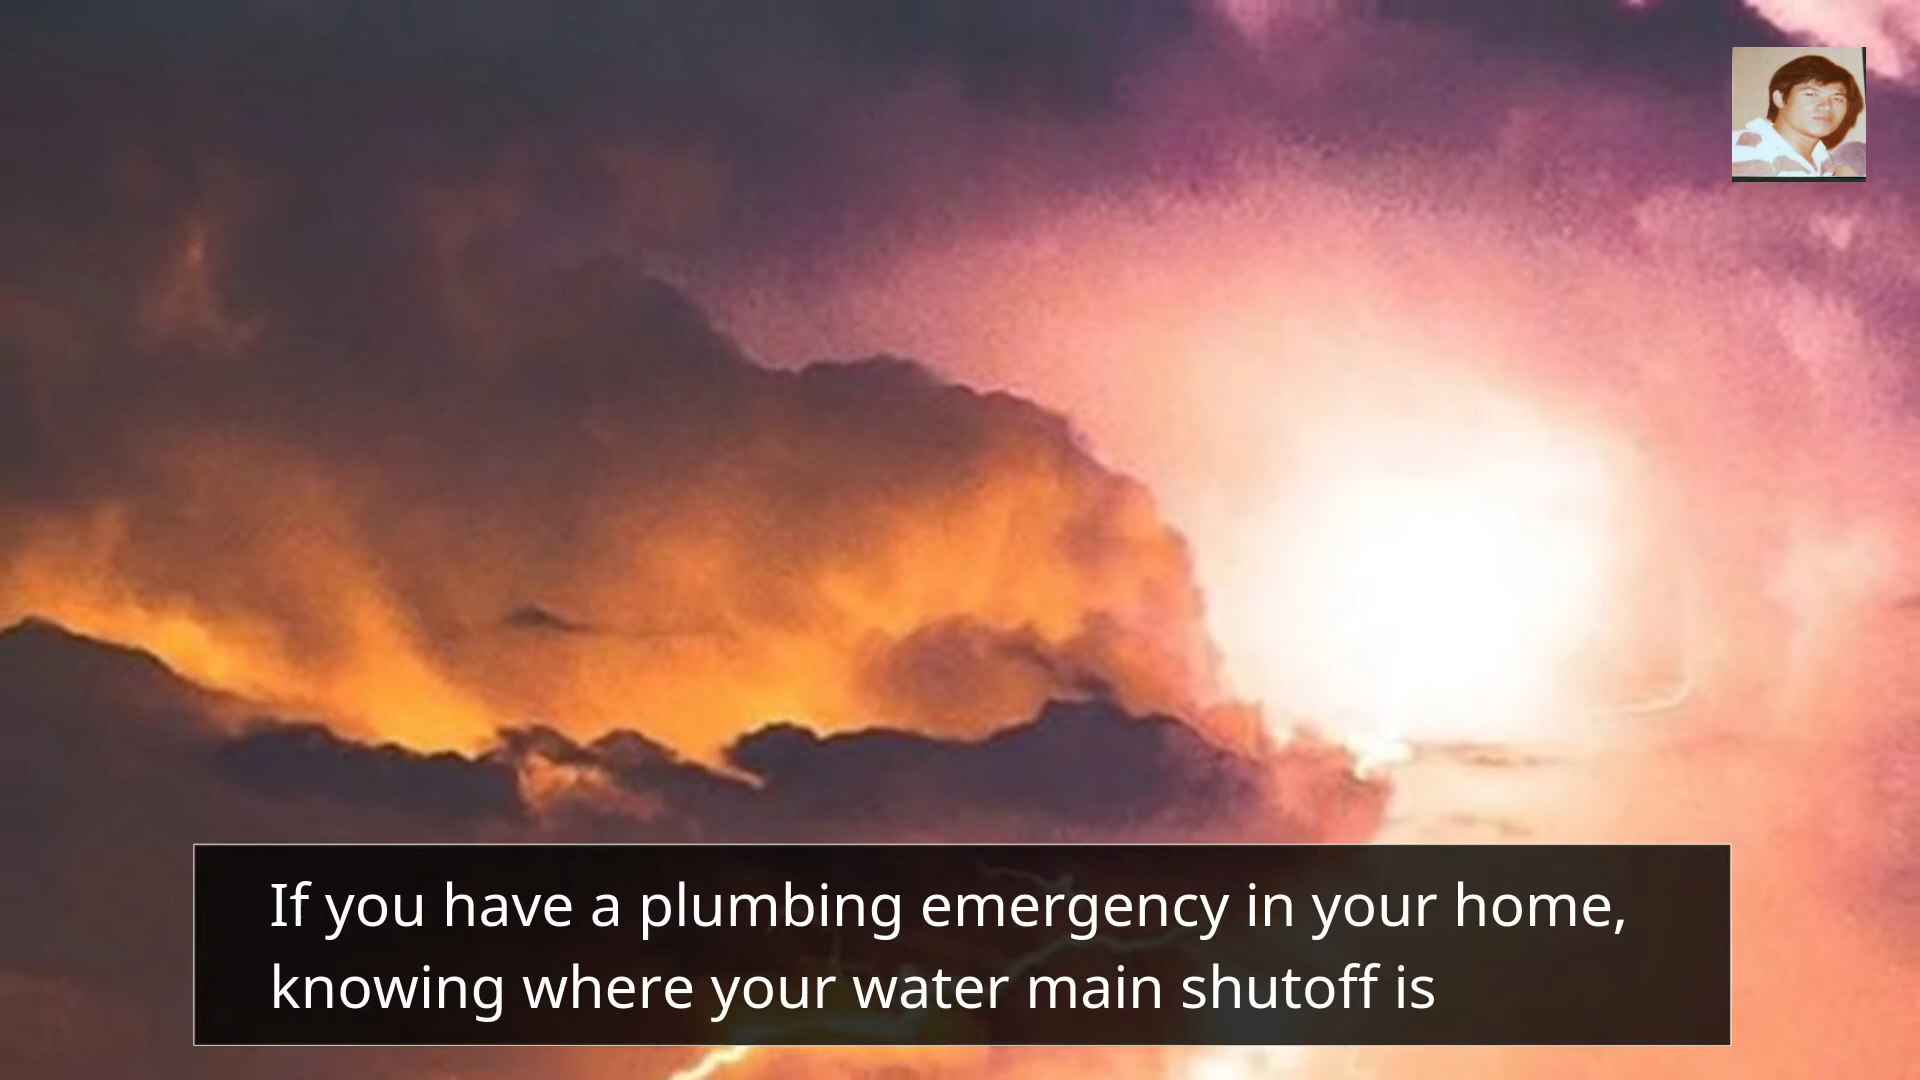 If you have a plumbing emergency in your home,
knowing where your water main shutoff is